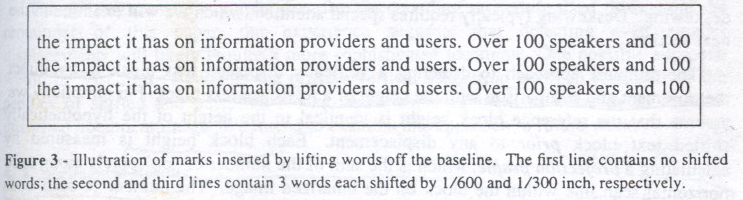 the impact it has on information providers and users. Over 100 speakers and 100
the impact it has on information providers and users. Over 100 speakers and 100
the impact it has on information providers and users. Over 100 speakers and 100
Figure 3 - Illustration of marks inserted by lifting words off the baseline. The first line contains no shifted
words; the second and third lines contain 3 words each shifted by 1/600 and 1/300 inch, respectively.